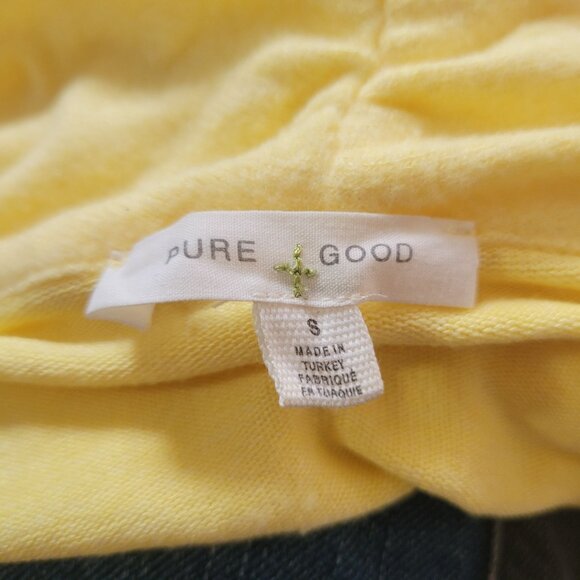 PURE + GOOD
S
MADE IN
TURKEY
FABRIQUÉ
EN TURQUIE